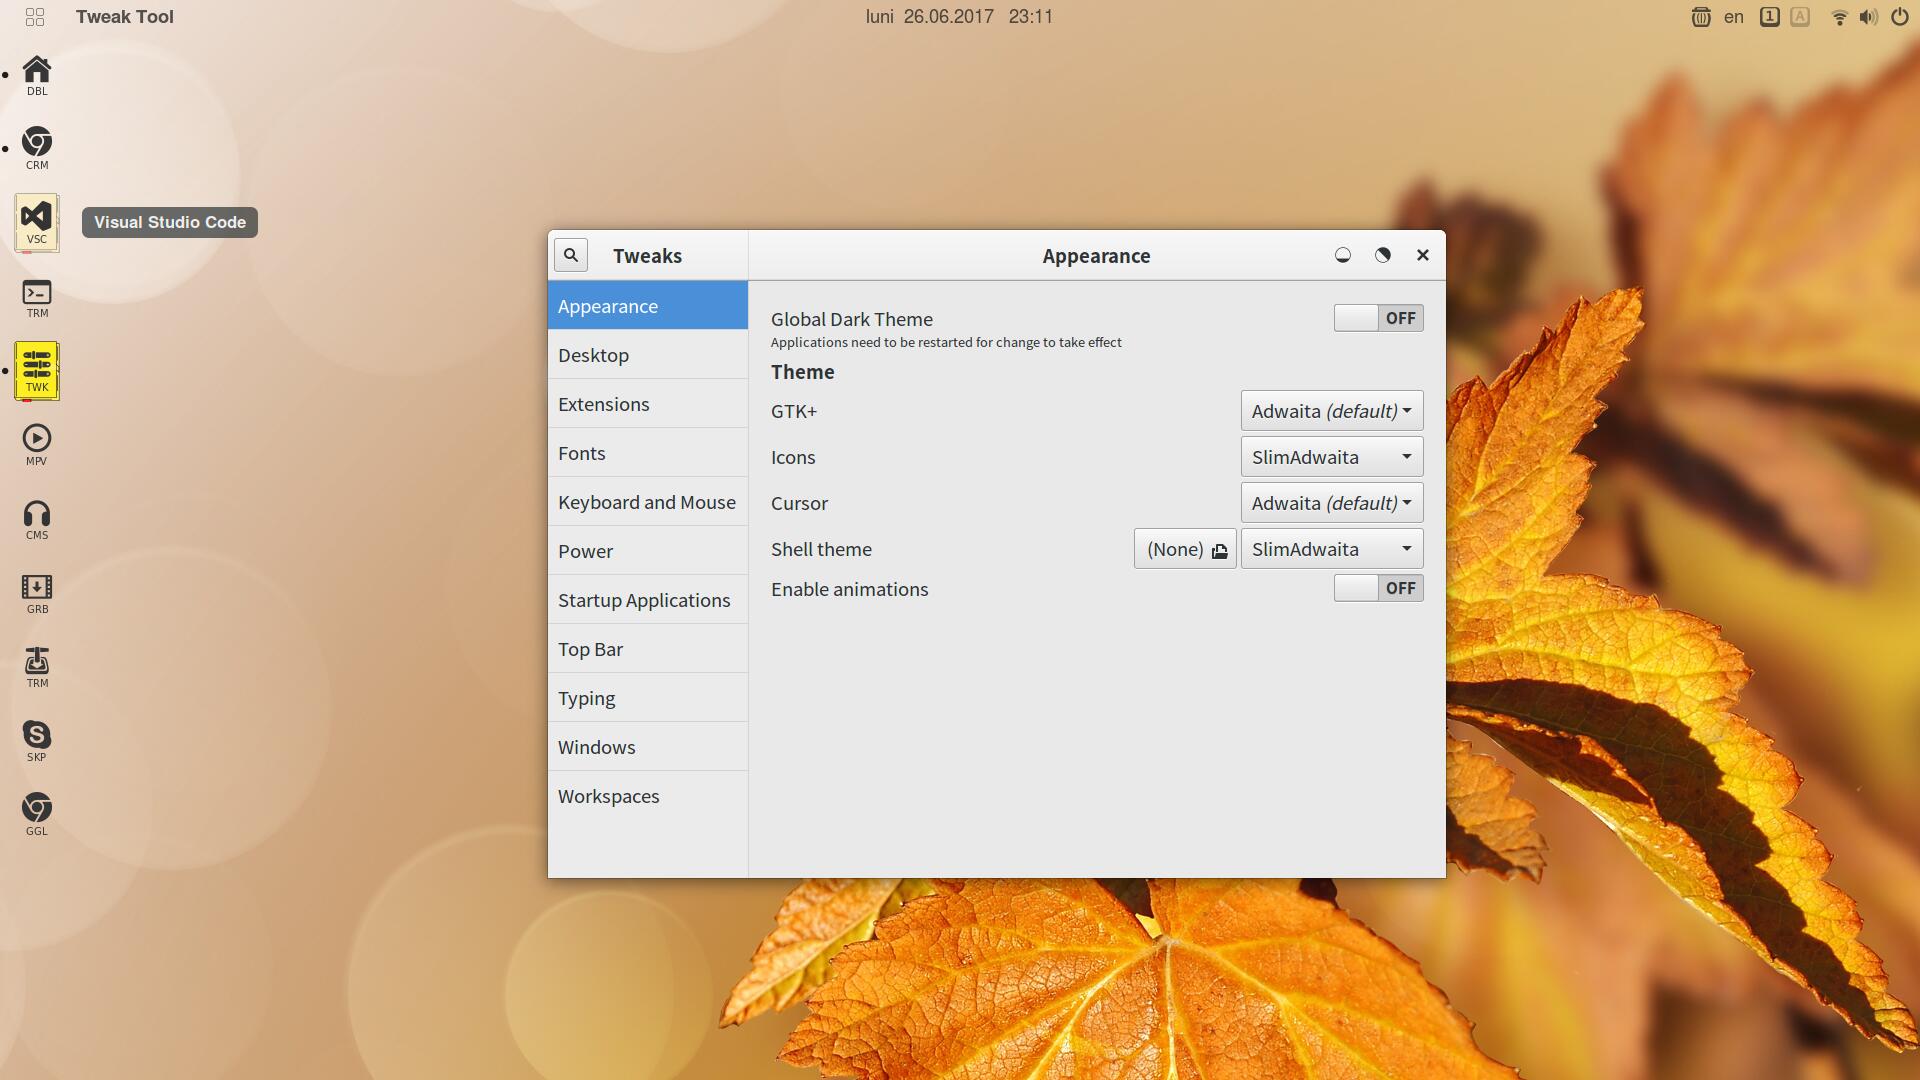 Tweak Tool
luni 26.06.2017 23:11
en 1 A
DBL
CRM
VSC
Visual Studio Code
TRM
TWK
MPV
CMS
GRB
TRM
SKP
GGL
Tweaks
Appearance
Appearance
Desktop
Extensions
Fonts
Keyboard and Mouse
Power
Startup Applications
Top Bar
Typing
Windows
Workspaces
Global Dark Theme OFF
Applications need to be restarted for change to take effect
Theme
GTK+ Adwaita (default)
Icons SlimAdwaita
Cursor Adwaita (default)
Shell theme (None) SlimAdwaita
Enable animations OFF